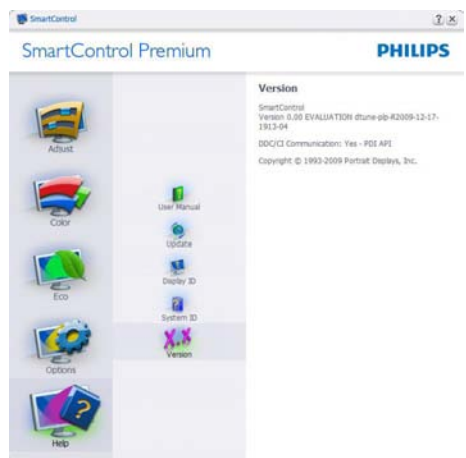 SmartControl
SmartControl Premium
PHILIPS
Adjust
Color
Eco
Options
Help
User Manual
Update
Display ID
System ID
Version
Version
SmartControl
Version 0.00 EVALUATION dtune-plp-R2009-12-17-
1913-04
DDC/CI Communication: Yes - PDI API
Copyright © 1993-2009 Portrait Displays, Inc.